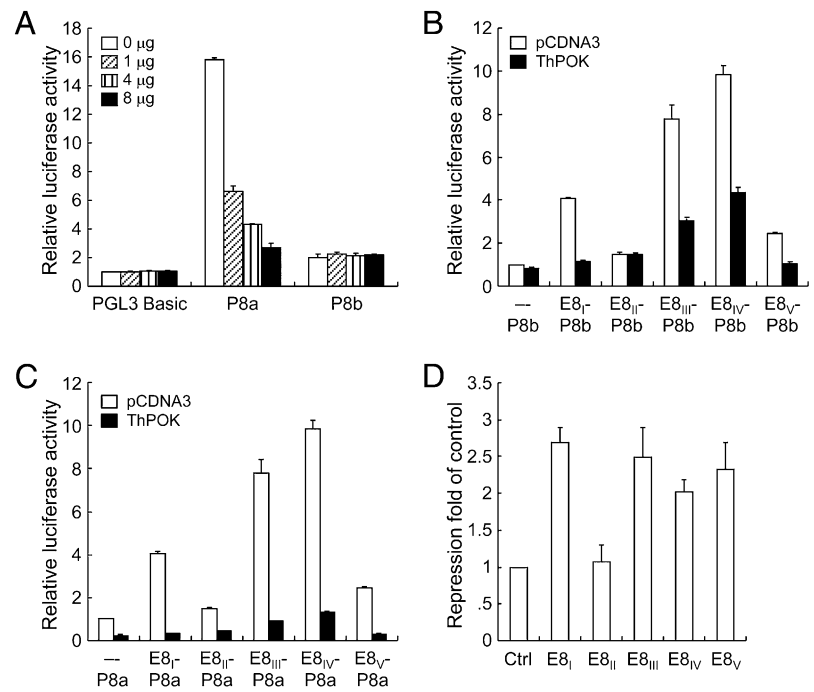 A
Relative luciferase activity
18
16
14
12
10
8
6
4
2
0
0 µg
1 µg
4 µg
8 µg
PGL3 Basic P8a P8b
B
Relative luciferase activity
12
10
8
6
4
2
0
pCDNA3
ThPOK
–- E8I- E8II- E8III- E8IV- E8V-
P8b P8b P8b P8b P8b P8b
C
Relative luciferase activity
12
10
8
6
4
2
0
pCDNA3
ThPOK
–- E8I- E8II- E8III- E8IV- E8V-
P8a P8a P8a P8a P8a P8a
D
Repression fold of control
3.5
3
2.5
2
1.5
1
.5
0
Ctrl E8I E8II E8III E8IV E8V